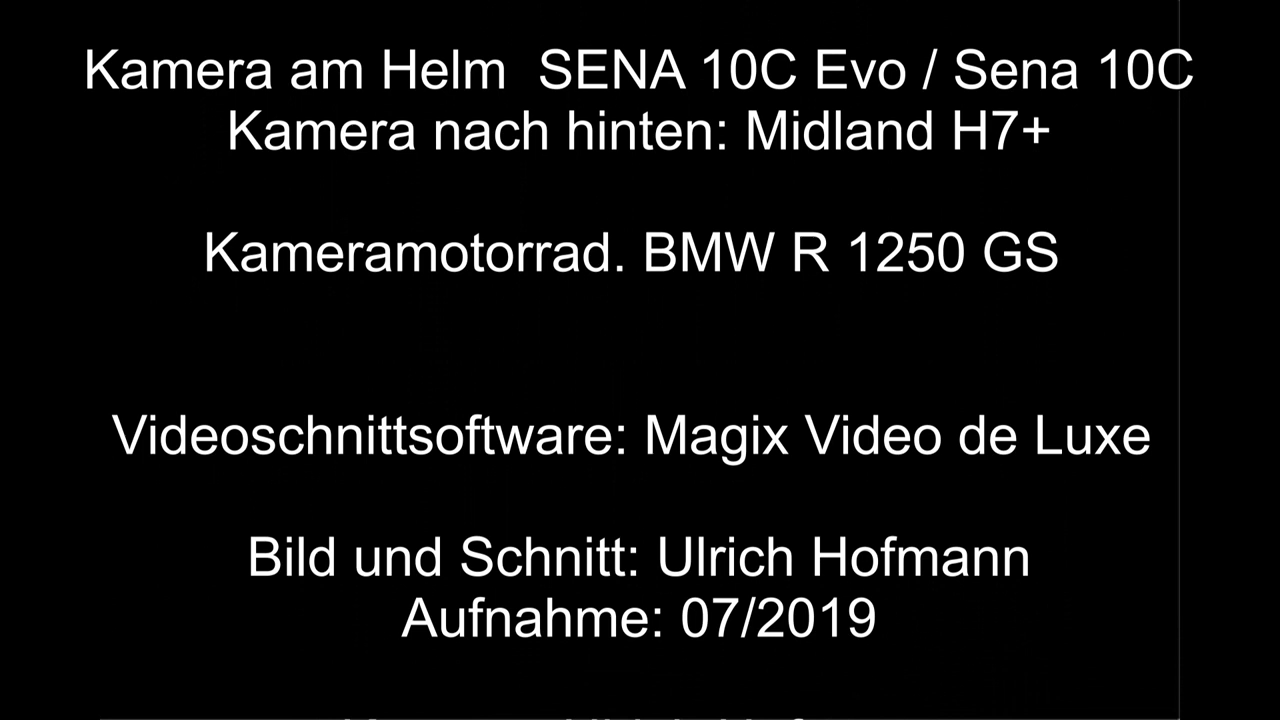 Kamera am Helm  SENA 10C Evo / Sena 10C
Kamera nach hinten: Midland H7+
Kameramotorrad. BMW R 1250 GS
Videoschnittsoftware: Magix Video de Luxe
Bild und Schnitt: Ulrich Hofmann
Aufnahme: 07/2019